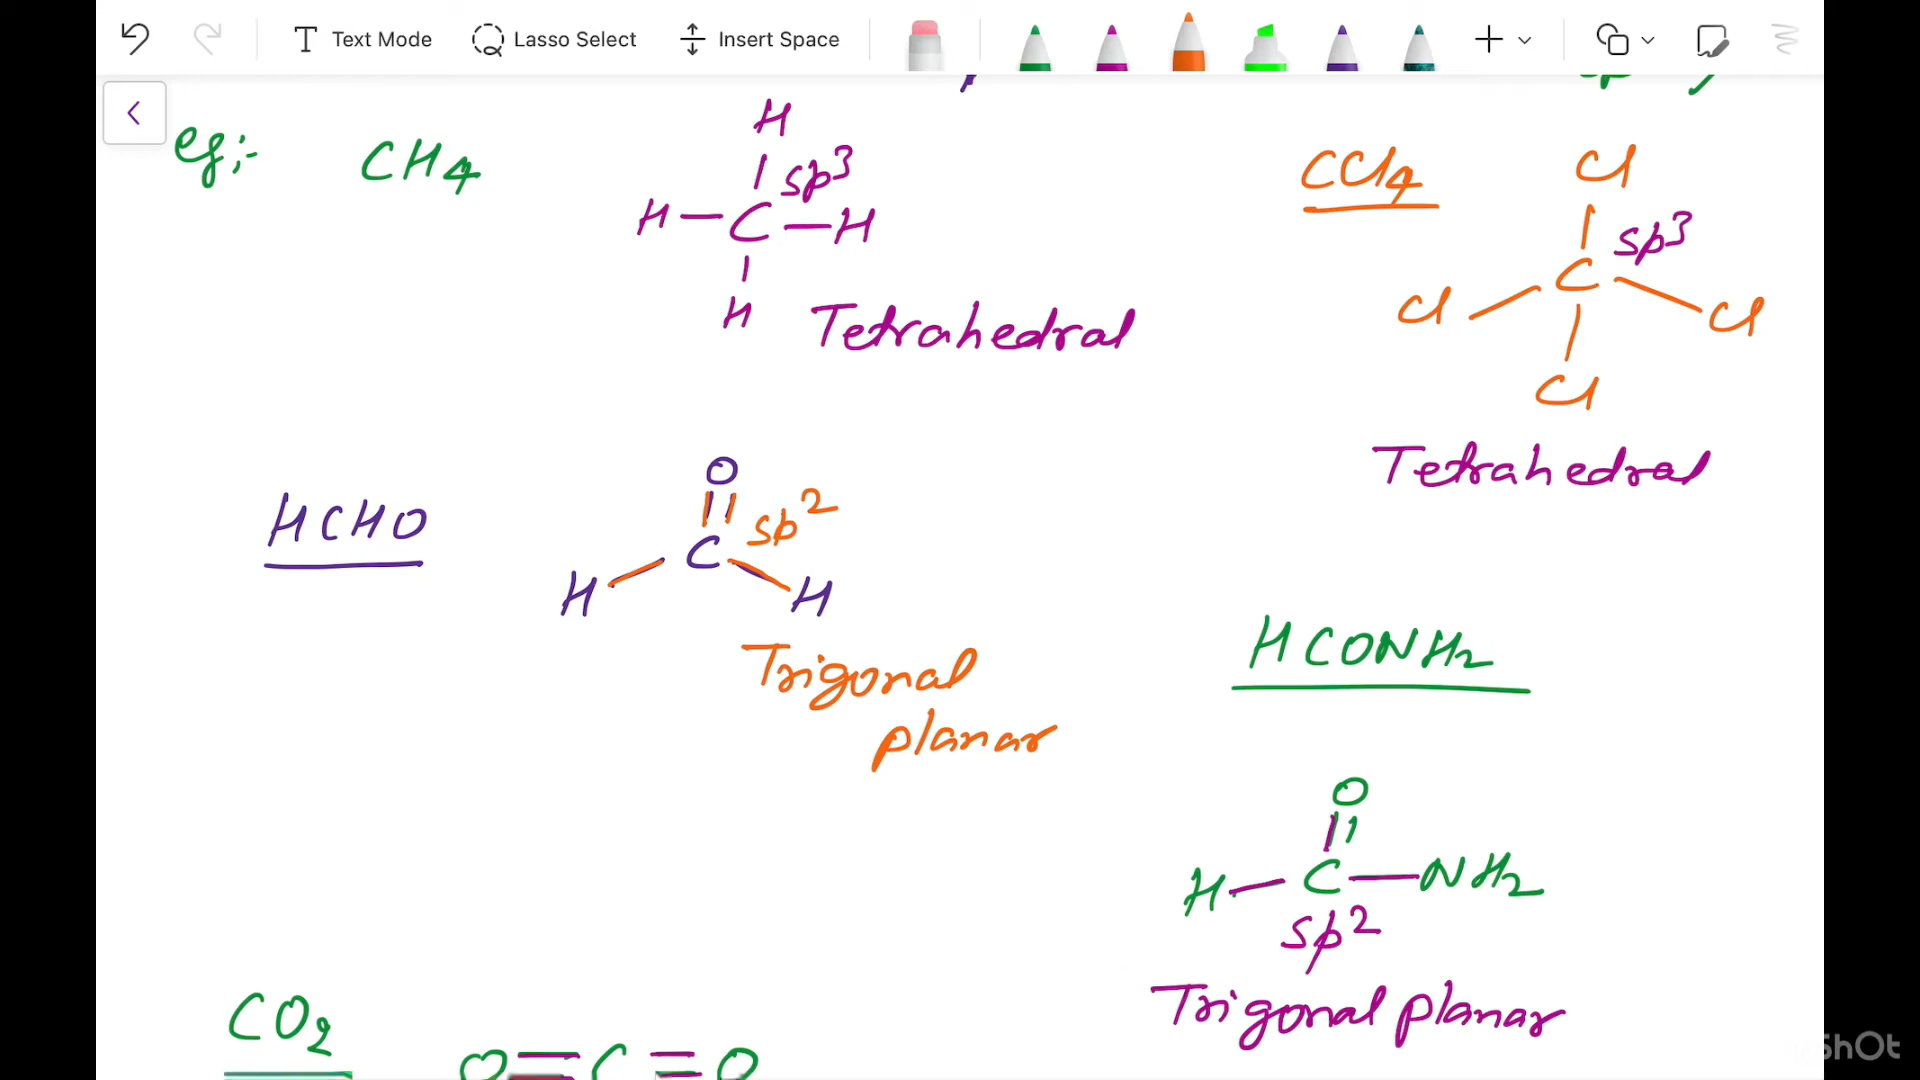 Text Mode Lasso Select Insert Space
eg:- CH4
H
sp3
H-C-H
H
Tetrahedral
CCl4
Cl
sp3
C
Cl Cl
Cl
Tetrahedral
HCHO
O
sp2
C
H H
Trigonal
planar
HCONH2
O
H-C-NH2
sp2
Trigonal planar
CO2
O=C=O